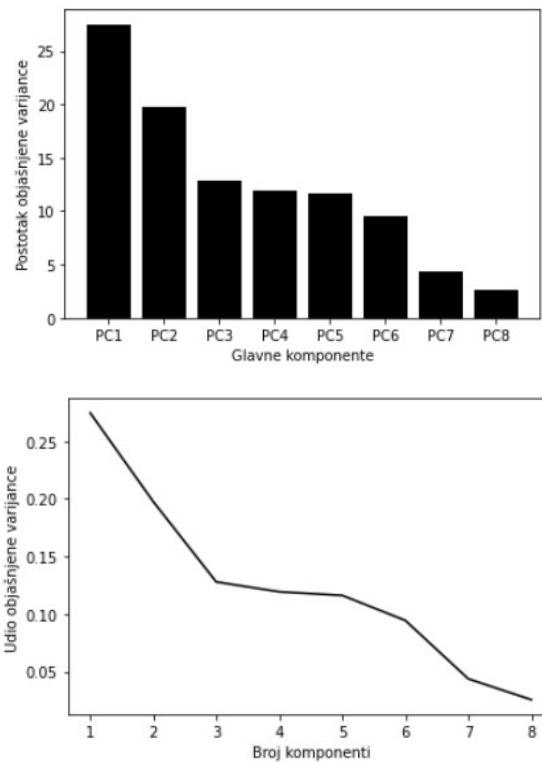 Postotak objašnjene varijance
25
20
15
10
5
0
PC1 PC2 PC3 PC4 PC5 PC6 PC7 PC8
Glavne komponente
Udio objašnjene varijance
0.25
0.20
0.15
0.10
0.05
1 2 3 4 5 6 7 8
Broj komponenti